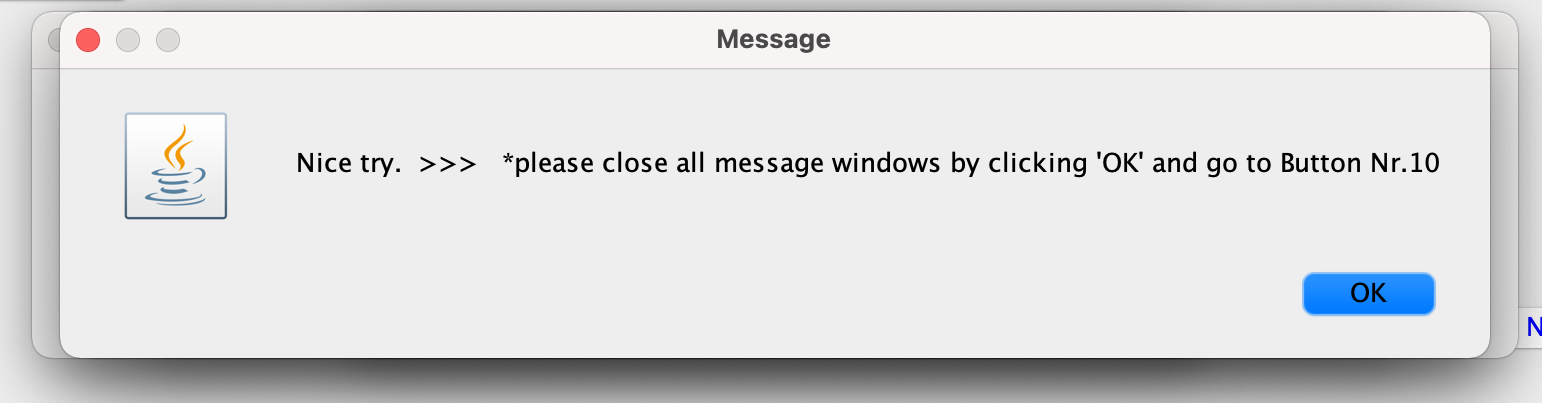 Message
Nice try.  >>>   *please close all message windows by clicking 'OK' and go to Button Nr.10
OK
N